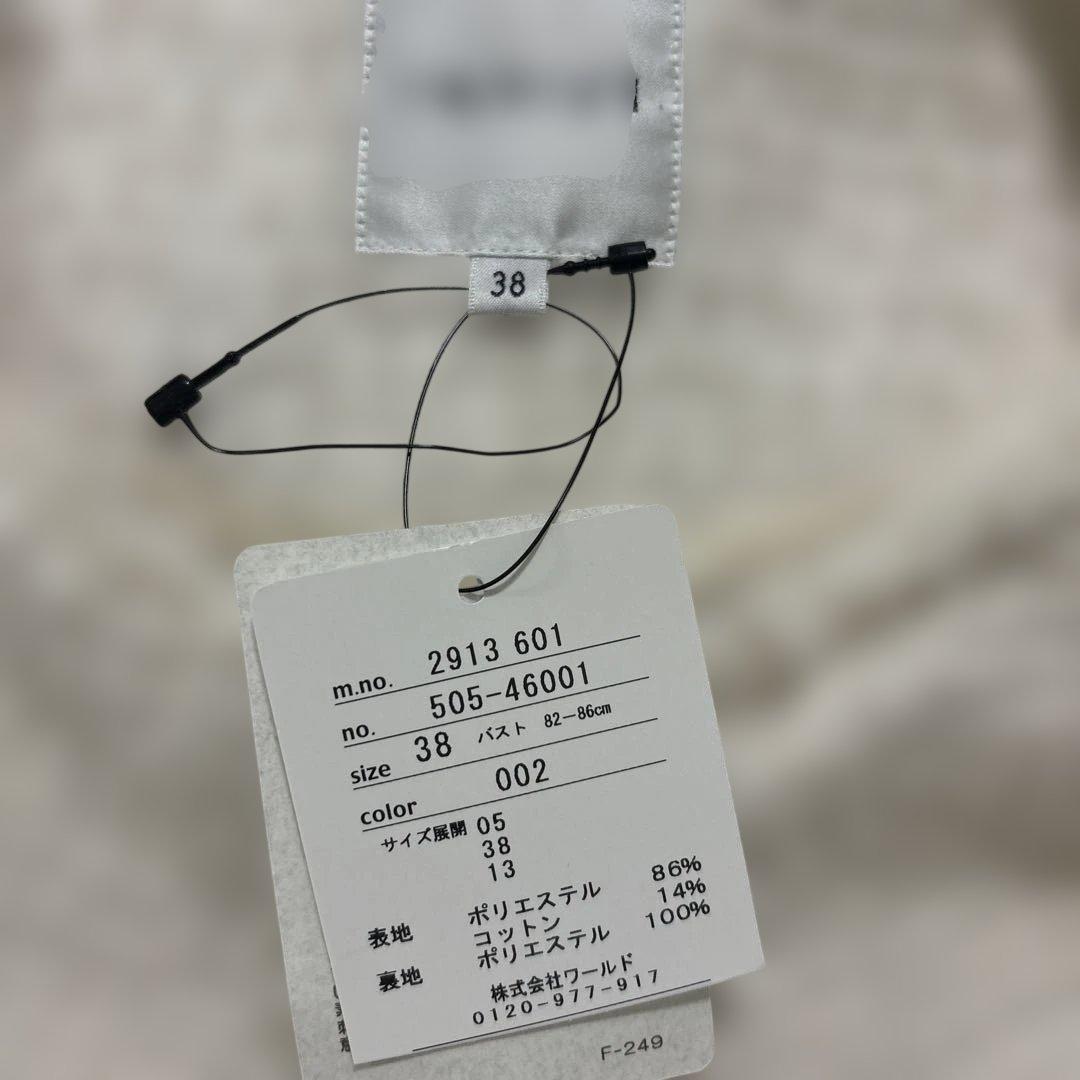 38
m.no. 2913 601
no. 505-46001
size 38 バスト 82-86cm
color 002
サイズ展開 05
38
13
表地 ポリエステル 86%
コットン 14%
裏地 ポリエステル 100%
株式会社ワールド
0120-977-917
F-249